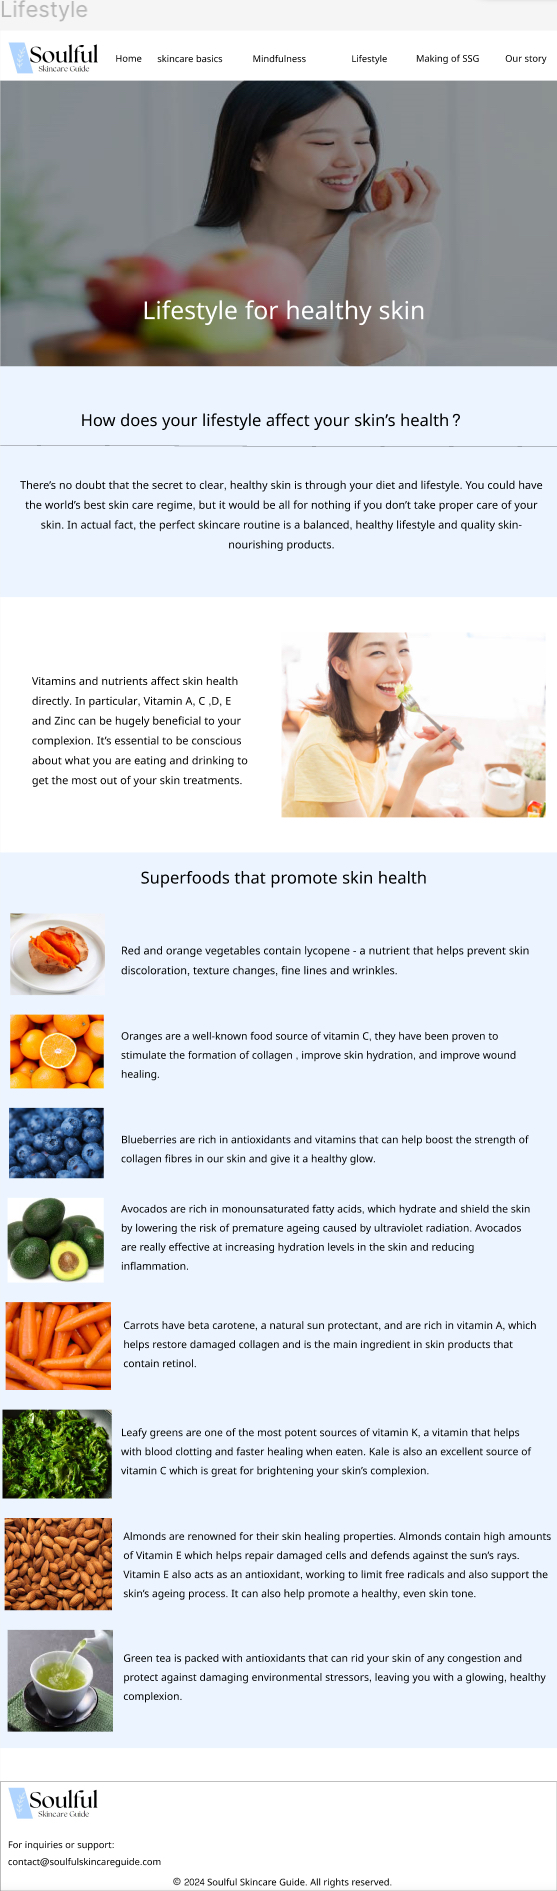 Lifestyle
Soulful
Skincare Guide
Home skincare basics Mindfulness Lifestyle Making of SSG Our story
Lifestyle for healthy skin
How does your lifestyle affect your skin’s health？
There’s no doubt that the secret to clear, healthy skin is through your diet and lifestyle. You could have
the world’s best skin care regime, but it would be all for nothing if you don’t take proper care of your
skin. In actual fact, the perfect skincare routine is a balanced, healthy lifestyle and quality skin-
nourishing products.
Vitamins and nutrients affect skin health
directly. In particular, Vitamin A, C ,D, E
and Zinc can be hugely beneficial to your
complexion. It’s essential to be conscious
about what you are eating and drinking to
get the most out of your skin treatments.
Superfoods that promote skin health
Red and orange vegetables contain lycopene - a nutrient that helps prevent skin
discoloration, texture changes, fine lines and wrinkles.
Oranges are a well-known food source of vitamin C, they have been proven to
stimulate the formation of collagen , improve skin hydration, and improve wound
healing.
Blueberries are rich in antioxidants and vitamins that can help boost the strength of
collagen fibres in our skin and give it a healthy glow.
Avocados are rich in monounsaturated fatty acids, which hydrate and shield the skin
by lowering the risk of premature ageing caused by ultraviolet radiation. Avocados
are really effective at increasing hydration levels in the skin and reducing
inflammation.
Carrots have beta carotene, a natural sun protectant, and are rich in vitamin A, which
helps restore damaged collagen and is the main ingredient in skin products that
contain retinol.
Leafy greens are one of the most potent sources of vitamin K, a vitamin that helps
with blood clotting and faster healing when eaten. Kale is also an excellent source of
vitamin C which is great for brightening your skin’s complexion.
Almonds are renowned for their skin healing properties. Almonds contain high amounts
of Vitamin E which helps repair damaged cells and defends against the sun’s rays.
Vitamin E also acts as an antioxidant, working to limit free radicals and also support the
skin’s ageing process. It can also help promote a healthy, even skin tone.
Green tea is packed with antioxidants that can rid your skin of any congestion and
protect against damaging environmental stressors, leaving you with a glowing, healthy
complexion.
Soulful
Skincare Guide
For inquiries or support:
contact@soulfulskincareguide.com
© 2024 Soulful Skincare Guide. All rights reserved.